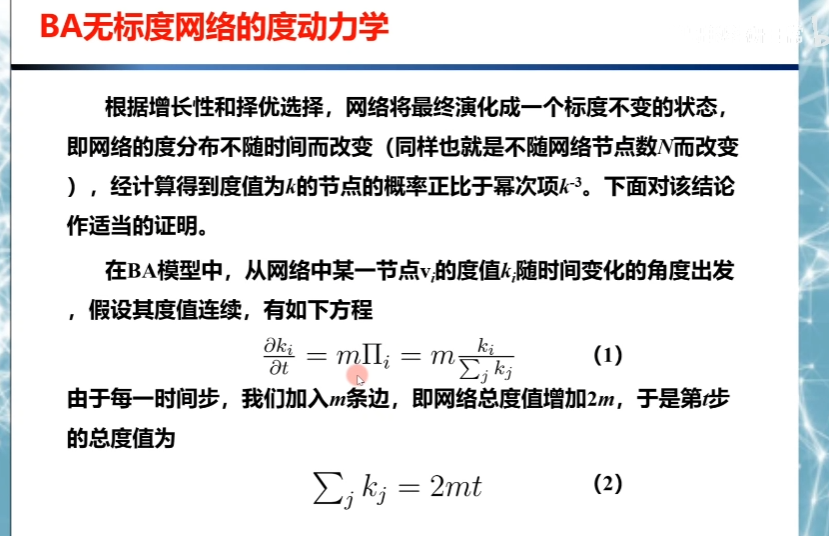 BA无标度网络的度动力学
根据增长性和择优选择，网络将最终演化成一个标度不变的状态，
即网络的度分布不随时间而改变（同样也就是不随网络节点数N而改变
），经计算得到度值为k的节点的概率正比于幂次项k⁻³。下面对该结论
作适当的证明。
在BA模型中，从网络中某一节点vᵢ的度值kᵢ随时间变化的角度出发
，假设其度值连续，有如下方程
∂kᵢ/∂t = m∏ᵢ = m kᵢ/∑ⱼ kⱼ (1)
由于每一时间步，我们加入m条边，即网络总度值增加2m，于是第t步
的总度值为
∑ⱼ kⱼ = 2mt (2)